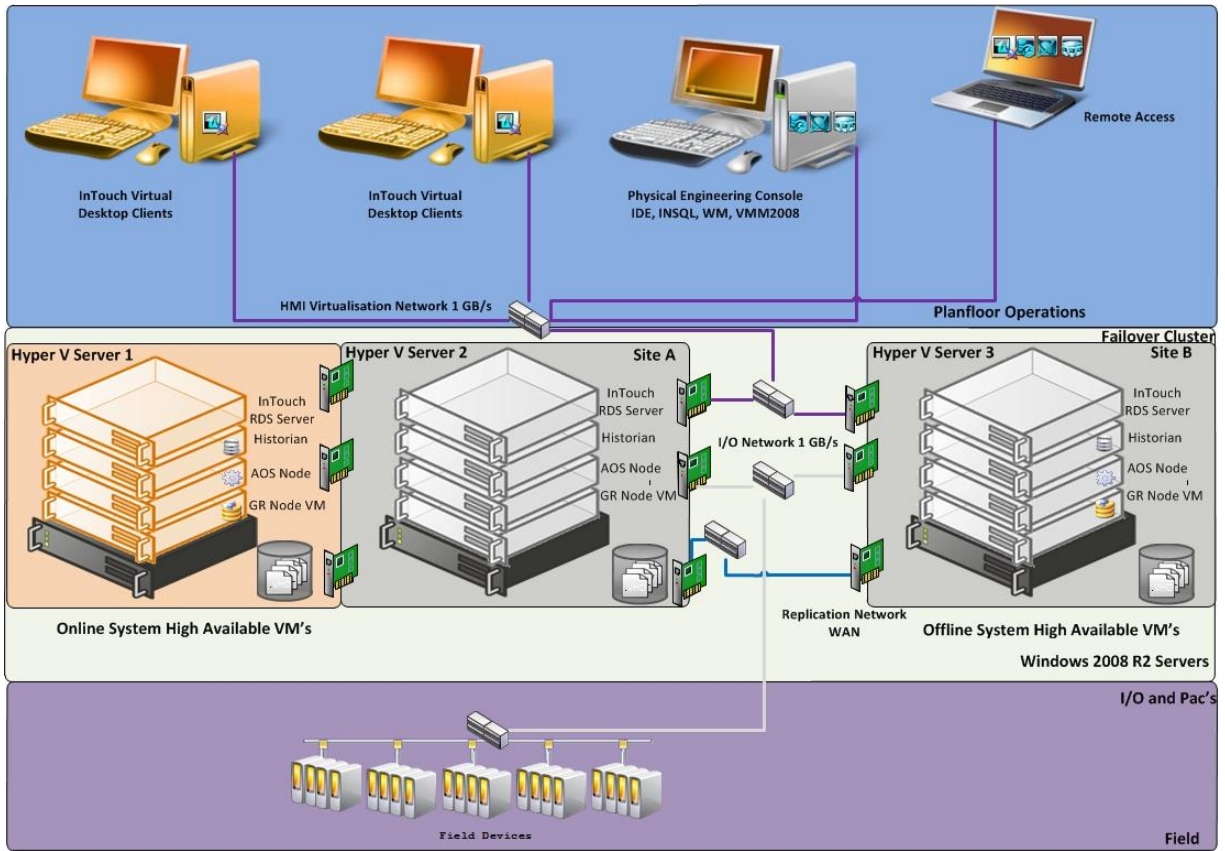 Remote Access
InTouch Virtual
Desktop Clients
InTouch Virtual
Desktop Clients
Physical Engineering Console
IDE, INSQL, WM, VMM2008
HMI Virtualisation Network 1 GB/s
Planfloor Operations
Failover Cluster
Hyper V Server 1
InTouch
RDS Server
Historian
AOS Node
GR Node VM
Hyper V Server 2
Site A
InTouch
RDS Server
Historian
AOS Node
GR Node VM
I/O Network 1 GB/s
Hyper V Server 3
Site B
InTouch
RDS Server
Historian
AOS Node
GR Node VM
Replication Network
WAN
Online System High Available VM's
Offline System High Available VM's
Windows 2008 R2 Servers
I/O and Pac's
Field Devices
Field